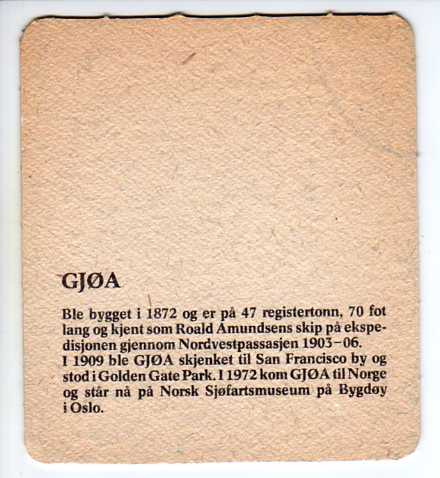 GJØA
Ble bygget i 1872 og er på 47 registertonn, 70 fot
lang og kjent som Roald Amundsens skip på ekspe-
disjonen gjennom Nordvestpassasjen 1903–06.
I 1909 ble GJØA skjenket til San Francisco by og
stod i Golden Gate Park. I 1972 kom GJØA til Norge
og står nå på Norsk Sjøfartsmuseum på Bygdøy
i Oslo.